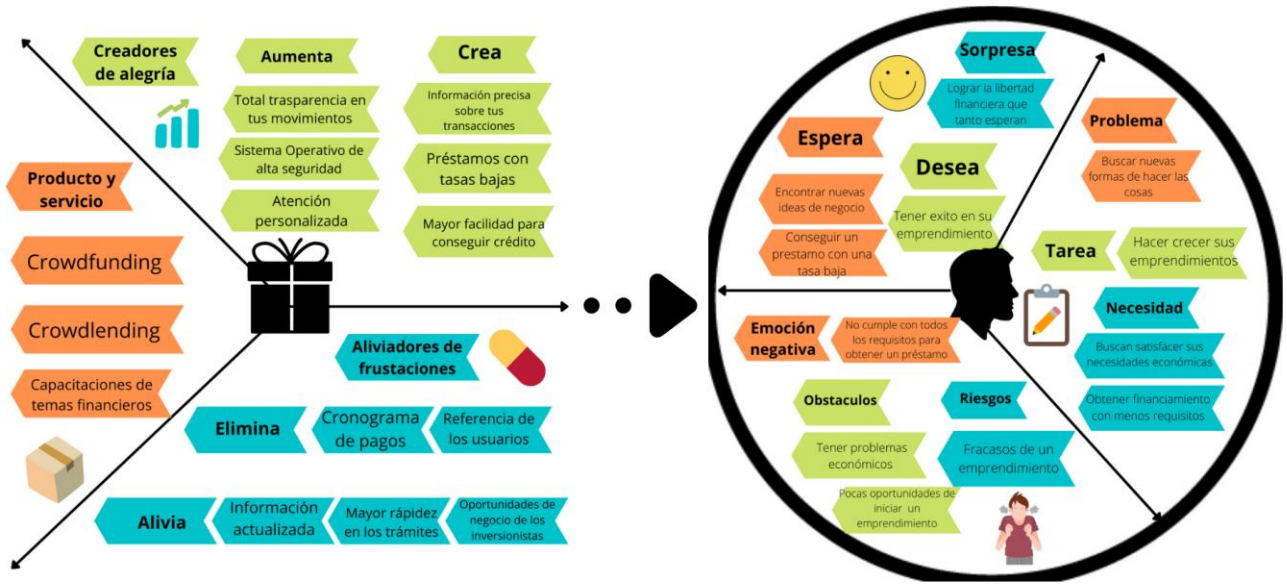 Creadores
de alegría
Aumenta
Total trasparencia en
tus movimientos
Sistema Operativo de
alta seguridad
Atención
personalizada
Crea
Información precisa
sobre tus
transacciones
Préstamos con
tasas bajas
Mayor facilidad para
conseguir crédito
Producto y
servicio
Crowdfunding
Crowdlending
Capacitaciones de
temas financieros
Aliviadores de
frustaciones
Elimina
Cronograma
de pagos
Referencia de
los usuarios
Alivia
Información
actualizada
Mayor rápidez
en los trámites
Oportunidades de
negocio de los
inversionistas
Sorpresa
Lograr la libertad
financiera que
tanto esperan
Espera
Encontrar nuevas
ideas de negocio
Conseguir un
prestamo con una
tasa baja
Desea
Tener exito en su
emprendimiento
Problema
Buscar nuevas
formas de hacer las
cosas
Tarea
Hacer crecer sus
emprendimientos
Necesidad
Buscan satisfacer sus
necesidades económicas
Obtener financiamiento
con menos requisitos
Emoción
negativa
No cumple con todos
los requisitos para
obtener un préstamo
Obstaculos
Tener problemas
económicos
Pocas oportunidades de
iniciar un
emprendimiento
Riesgos
Fracasos de un
emprendimiento